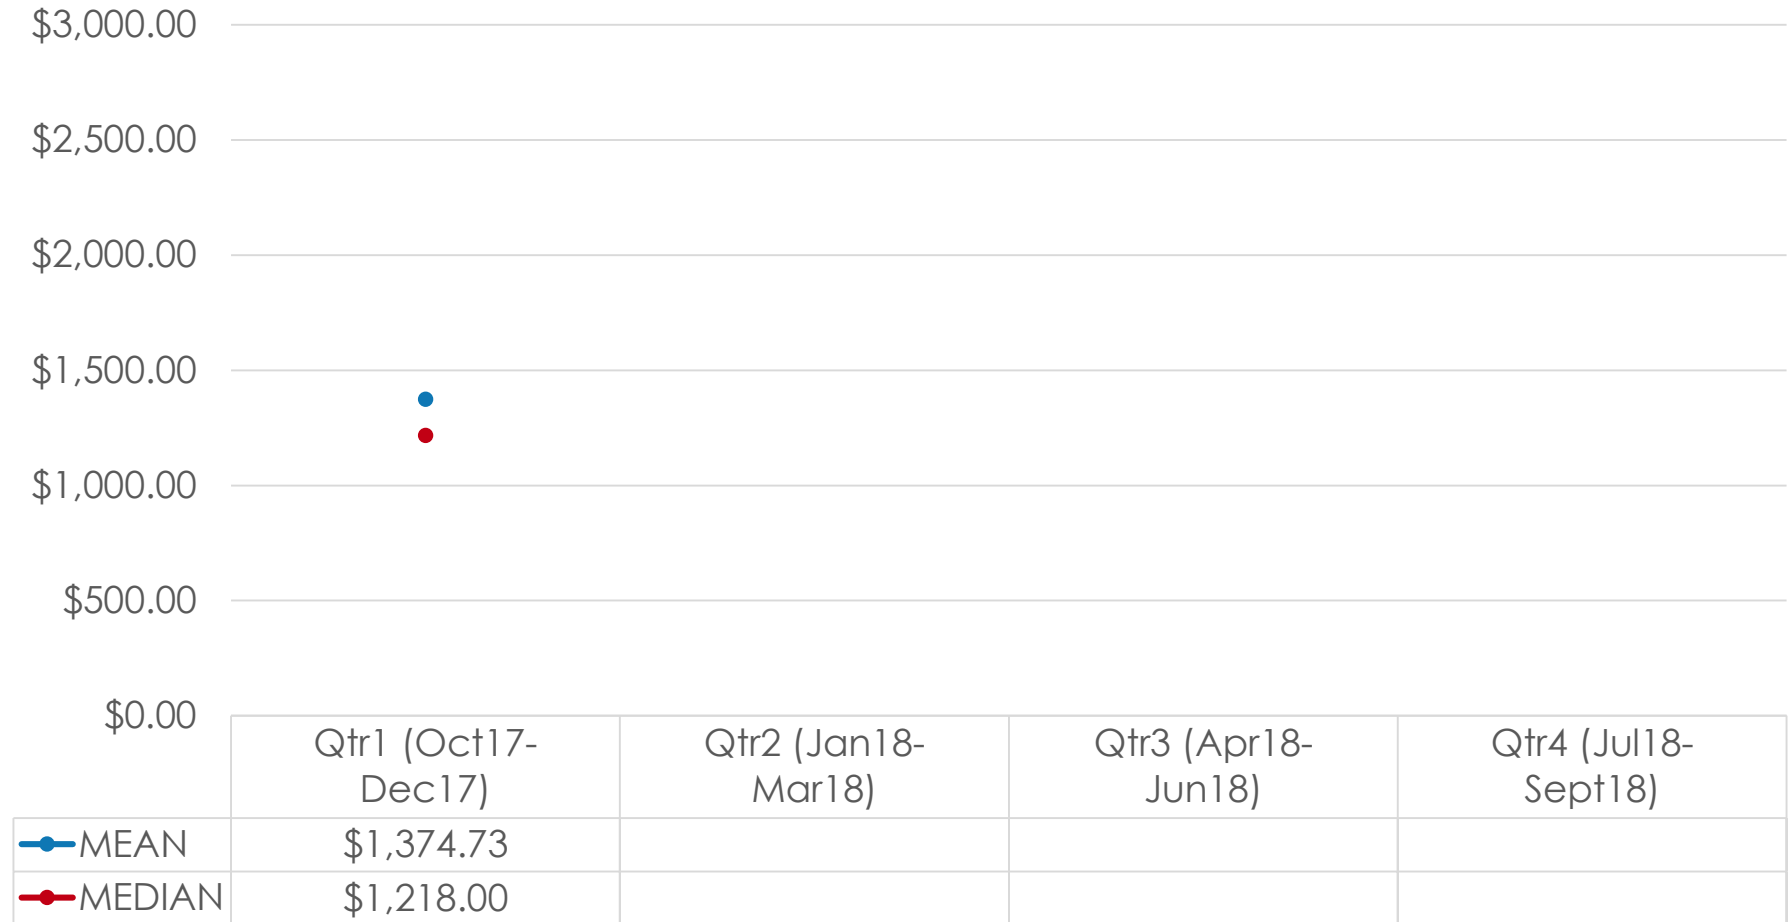 $3,000.00
$2,500.00
$2,000.00
$1,500.00
$1,000.00
$500.00
$0.00
Qtr1 (Oct17-
Dec17)
Qtr2 (Jan18-
Mar18)
Qtr3 (Apr18-
Jun18)
Qtr4 (Jul18-
Sept18)
MEAN $1,374.73
MEDIAN $1,218.00